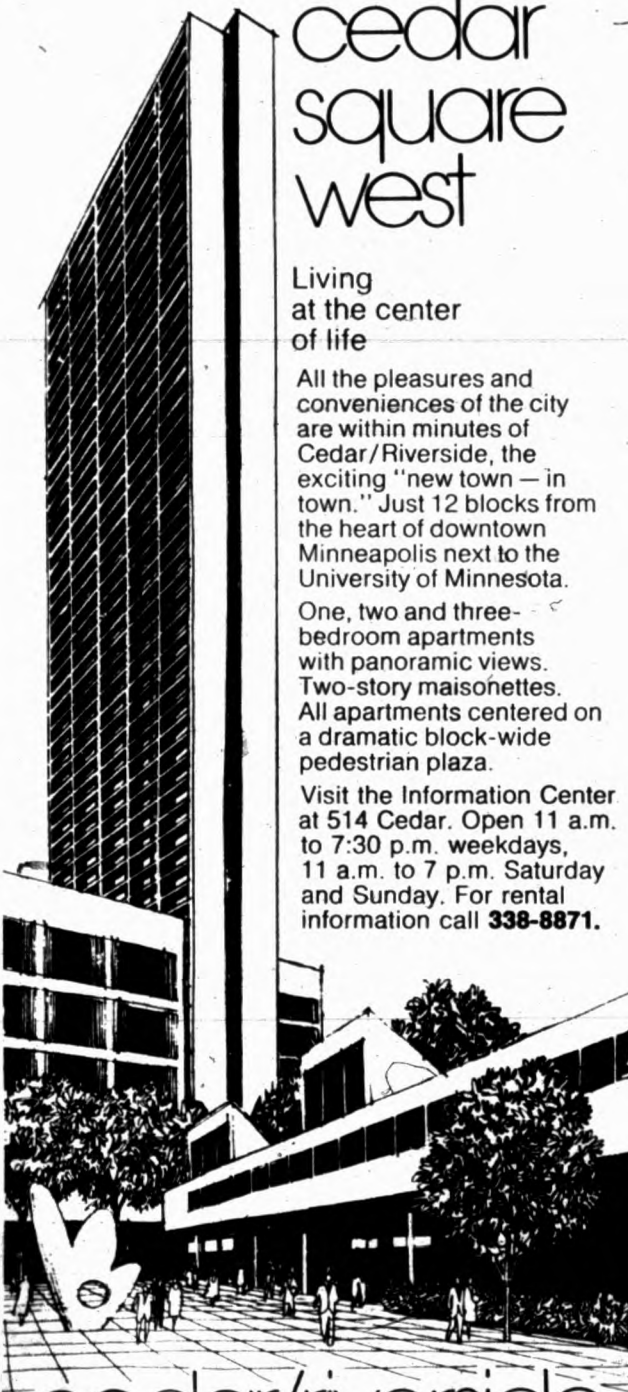 cedar
square
west
Living
at the center
of life
All the pleasures and
conveniences of the city
are within minutes of
Cedar/Riverside, the
exciting "new town — in
town." Just 12 blocks from
the heart of downtown
Minneapolis next to the
University of Minnesota.
One, two and three-
bedroom apartments
with panoramic views.
Two-story maisonettes.
All apartments centered on
a dramatic block-wide
pedestrian plaza.
Visit the Information Center
at 514 Cedar. Open 11 a.m.
to 7:30 p.m. weekdays,
11 a.m. to 7 p.m. Saturday
and Sunday. For rental
information call 338-8871.
cedar/riverside